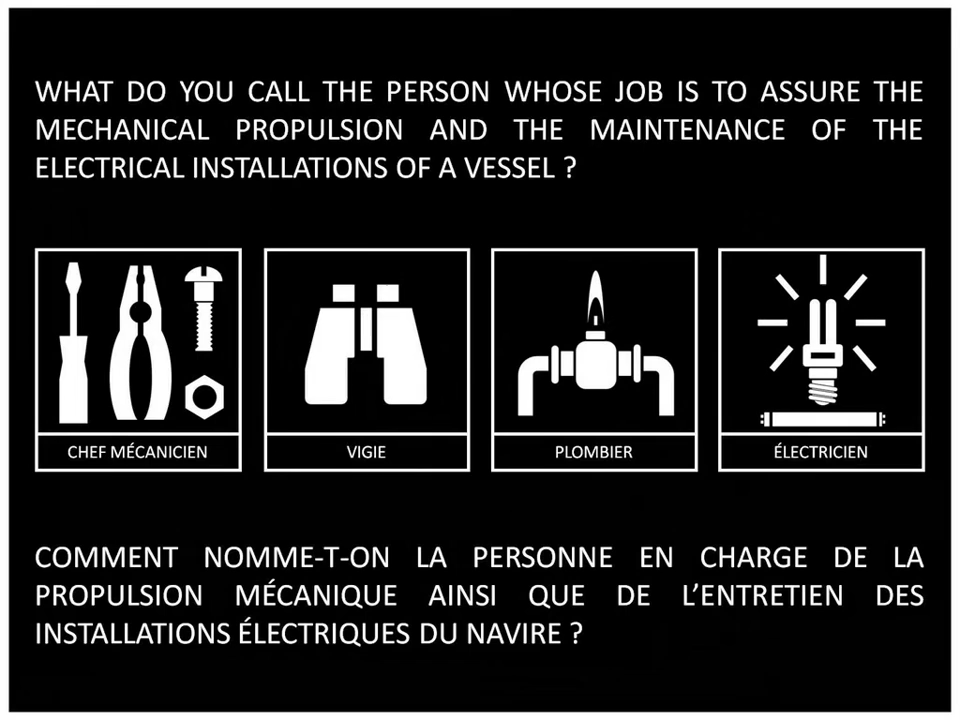 WHAT DO YOU CALL THE PERSON WHOSE JOB IS TO ASSURE THE
MECHANICAL PROPULSION AND THE MAINTENANCE OF THE
ELECTRICAL INSTALLATIONS OF A VESSEL ?
CHEF MÉCANICIEN
VIGIE
PLOMBIER
ÉLECTRICIEN
COMMENT NOMME-T-ON LA PERSONNE EN CHARGE DE LA
PROPULSION MÉCANIQUE AINSI QUE DE L'ENTRETIEN DES
INSTALLATIONS ÉLECTRIQUES DU NAVIRE ?